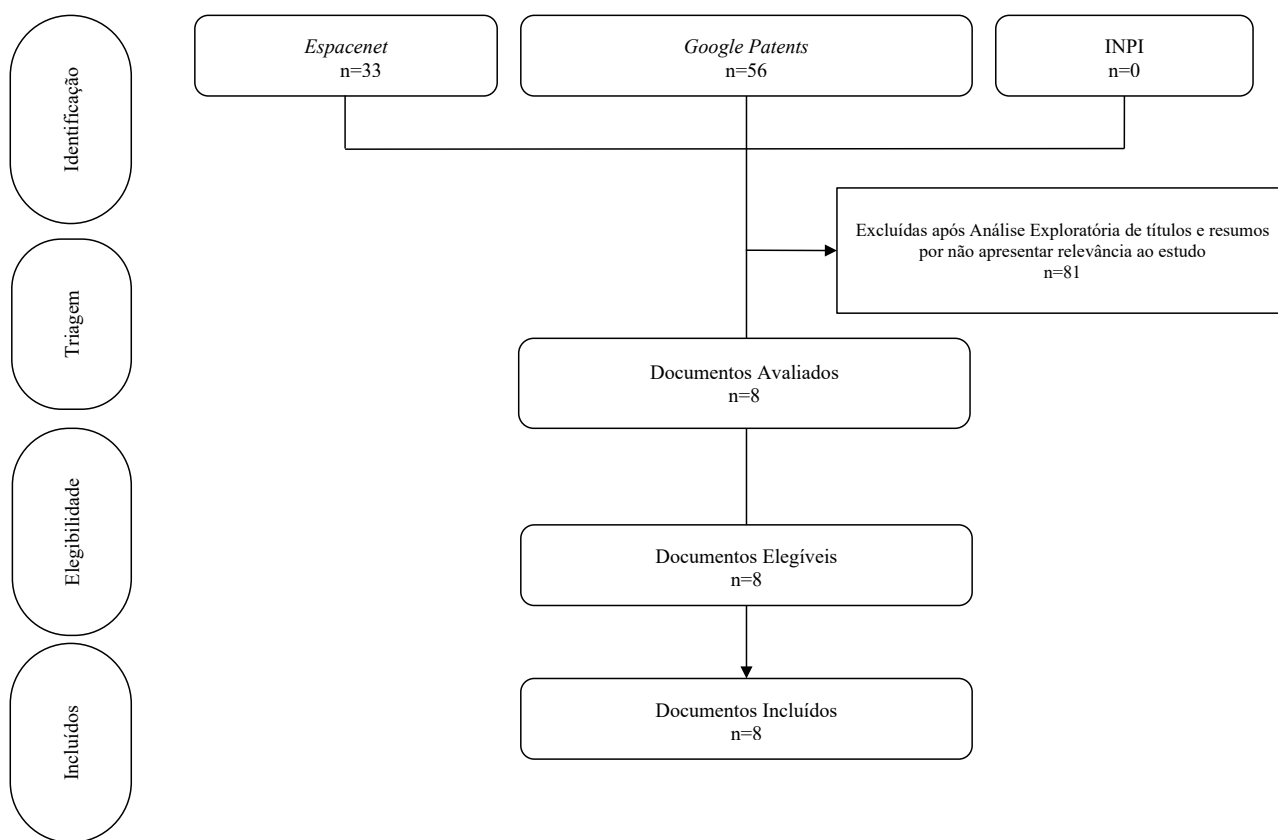 Identificação
Espacenet
n=33
Google Patents
n=56
INPI
n=0
Triagem
Excluídas após Análise Exploratória de títulos e resumos
por não apresentar relevância ao estudo
n=81
Documentos Avaliados
n=8
Elegibilidade
Documentos Elegíveis
n=8
Incluídos
Documentos Incluídos
n=8